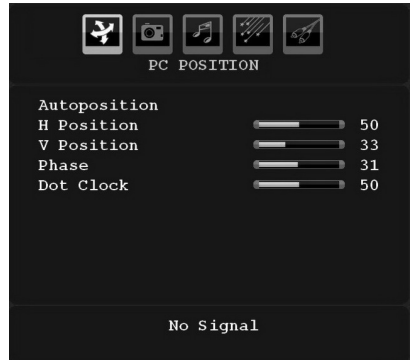 PC POSITION
Autoposition
H Position 50
V Position 33
Phase 31
Dot Clock 50
No Signal